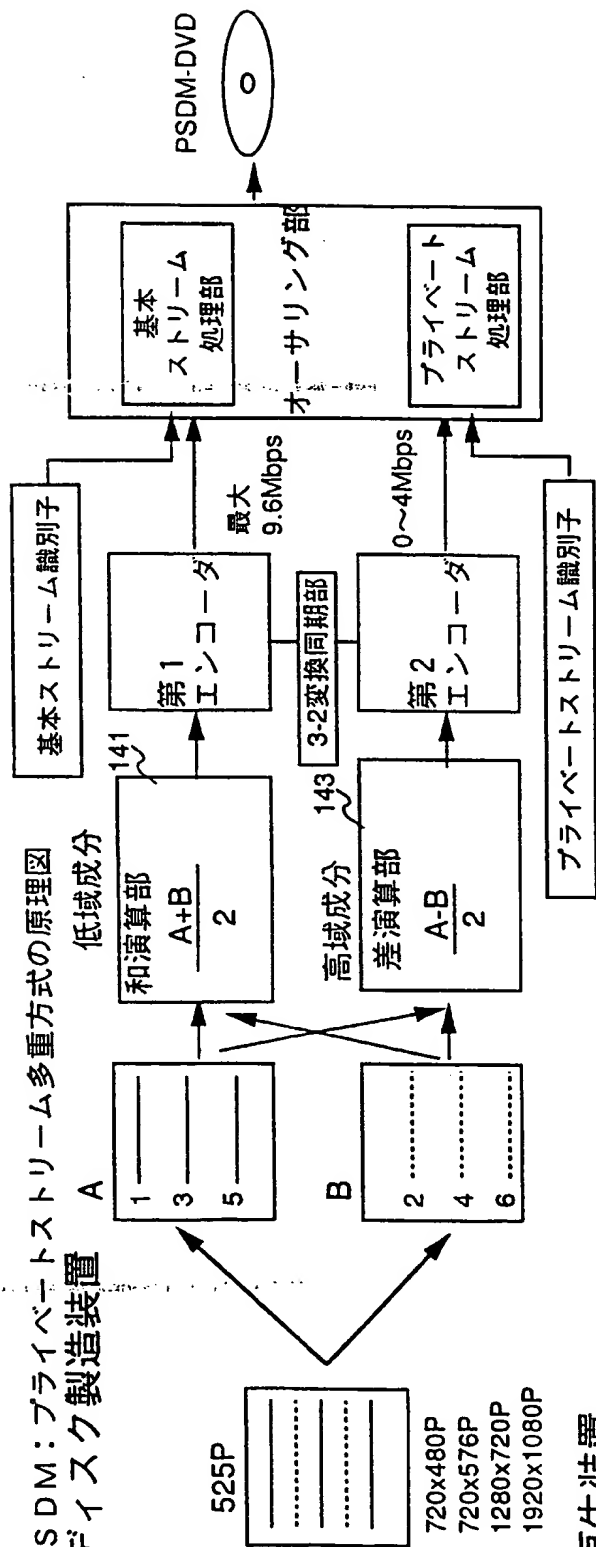 SDM：プライベートストリーム多重方式の原理図
ディスク製造装置
525P
720x480P
720x576P
1280x720P
1920x1080P
A
1
3
5
B
2
4
6
低域成分
141
和演算部
A+B
2
高域成分
143
差演算部
A-B
2
基本ストリーム識別子
第1
エンコーダ
3-2変換同期部
第2
エンコーダ
プライベートストリーム識別子
最大
9.6Mbps
0〜4Mbps
基本
ストリーム
処理部
オーサリング部
プライベート
ストリーム
処理部
PSDM-DVD
生装置